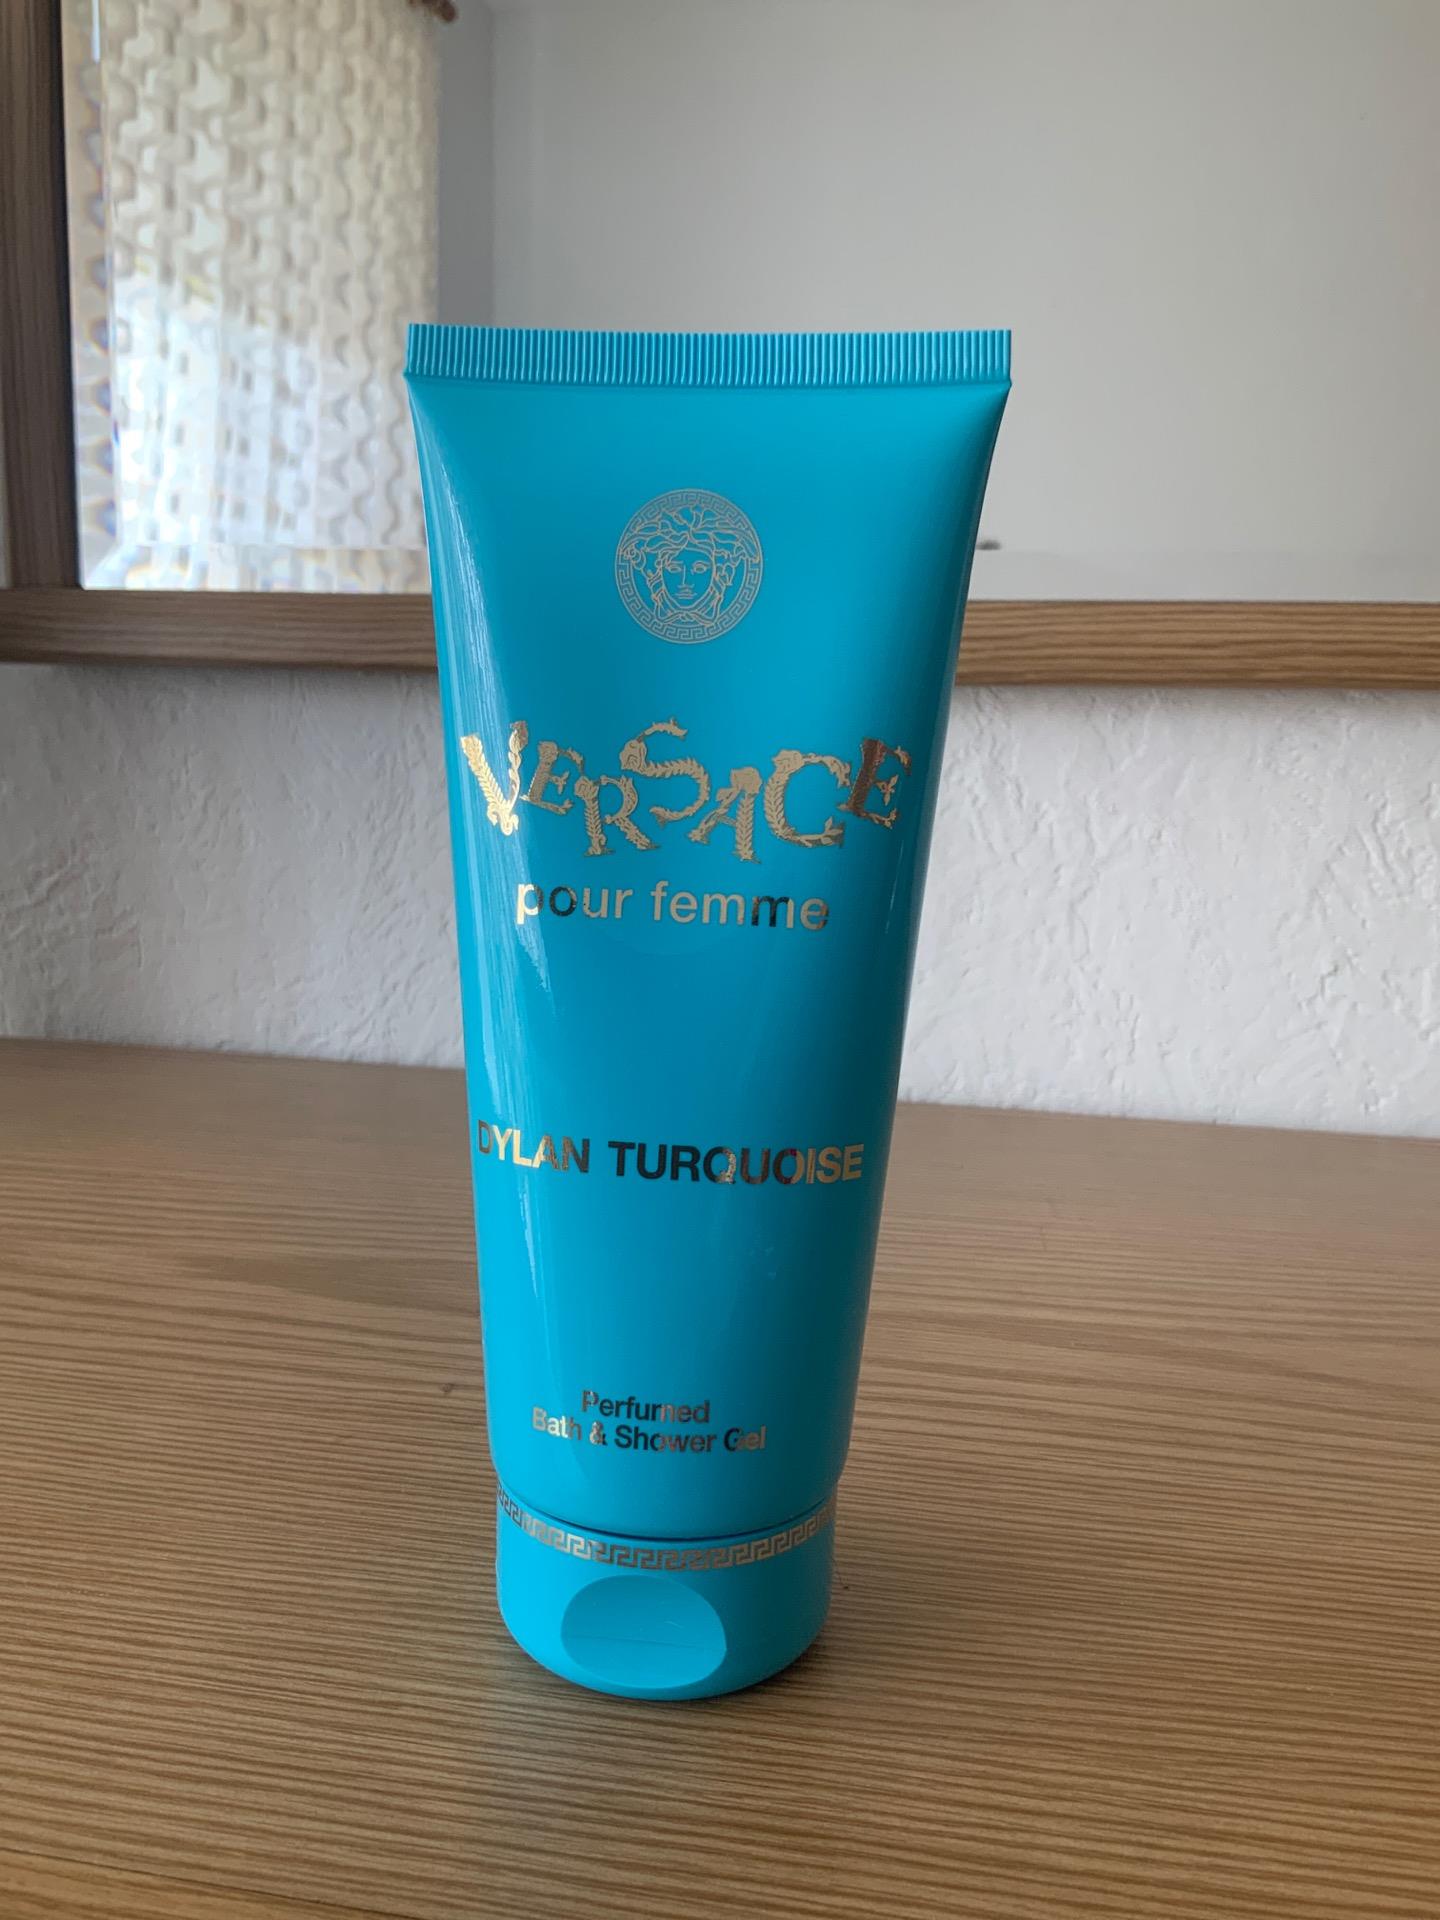 VERSACE
pour femme
DYLAN TURQUOISE
Perfumed
Bath & Shower Gel